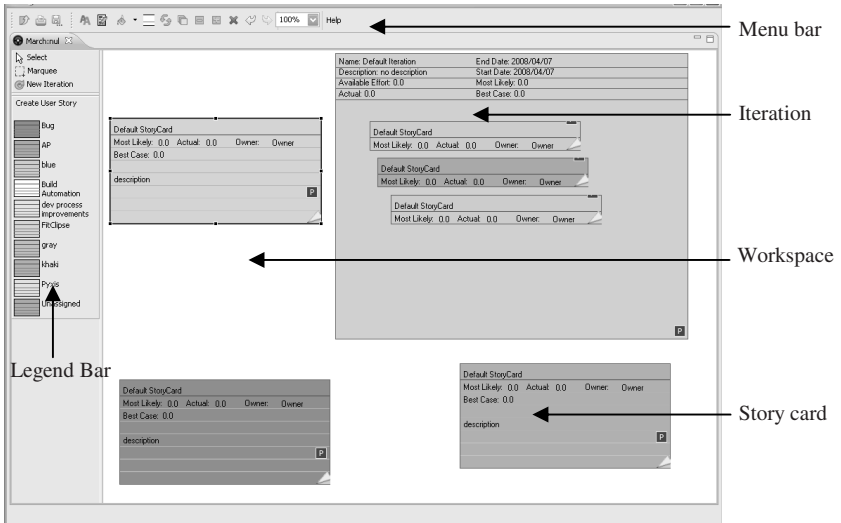 100%
Help
Menu bar
March:nul
Select
Marquee
New Iteration
Create User Story
Bug
AP
blue
Build
Automation
dev process
improvements
FitClipse
gray
khaki
Pyxis
Unassigned
Legend Bar
Default StoryCard
Most Likely: 0.0 Actual: 0.0 Owner: Owner
Best Case: 0.0
description
P
Name: Default Iteration End Date: 2008/04/07
Description: no description Start Date: 2008/04/07
Available Effort: 0.0 Most Likely: 0.0
Actual: 0.0 Best Case: 0.0
Iteration
Default StoryCard
Most Likely: 0.0 Actual: 0.0 Owner: Owner
Default StoryCard
Most Likely: 0.0 Actual: 0.0 Owner: Owner
Default StoryCard
Most Likely: 0.0 Actual: 0.0 Owner: Owner
P
Workspace
Default StoryCard
Most Likely: 0.0 Actual: 0.0 Owner: Owner
Best Case: 0.0
description
P
Default StoryCard
Most Likely: 0.0 Actual: 0.0 Owner: Owner
Best Case: 0.0
description
P
Story card